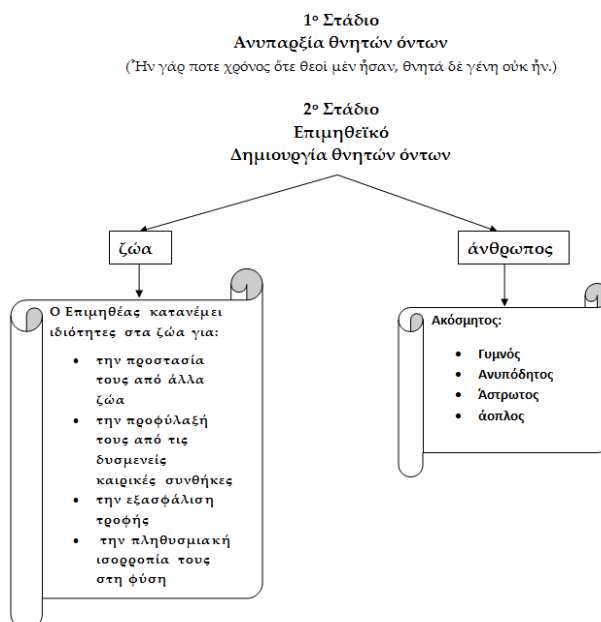 1ο Στάδιο
Ανυπαρξία θνητών όντων
(Ἦν γάρ ποτε χρόνος ὅτε θεοὶ μὲν ἦσαν, θνητὰ δὲ γένη οὐκ ἦν.)
2ο Στάδιο
Επιμηθεϊκό
Δημιουργία θνητών όντων
ζώα
άνθρωπος
Ο Επιμηθέας κατανέμει
ιδιότητες στα ζώα για:
• την προστασία
τους από άλλα
ζώα
• την προφύλαξή
τους από τις
δυσμενείς
καιρικές συνθήκες
• την εξασφάλιση
τροφής
• την πληθυσμιακή
ισορροπία τους
στη φύση
Ακόσμητος:
• Γυμνός
• Ανυπόδητος
• Άστρωτος
• άοπλος